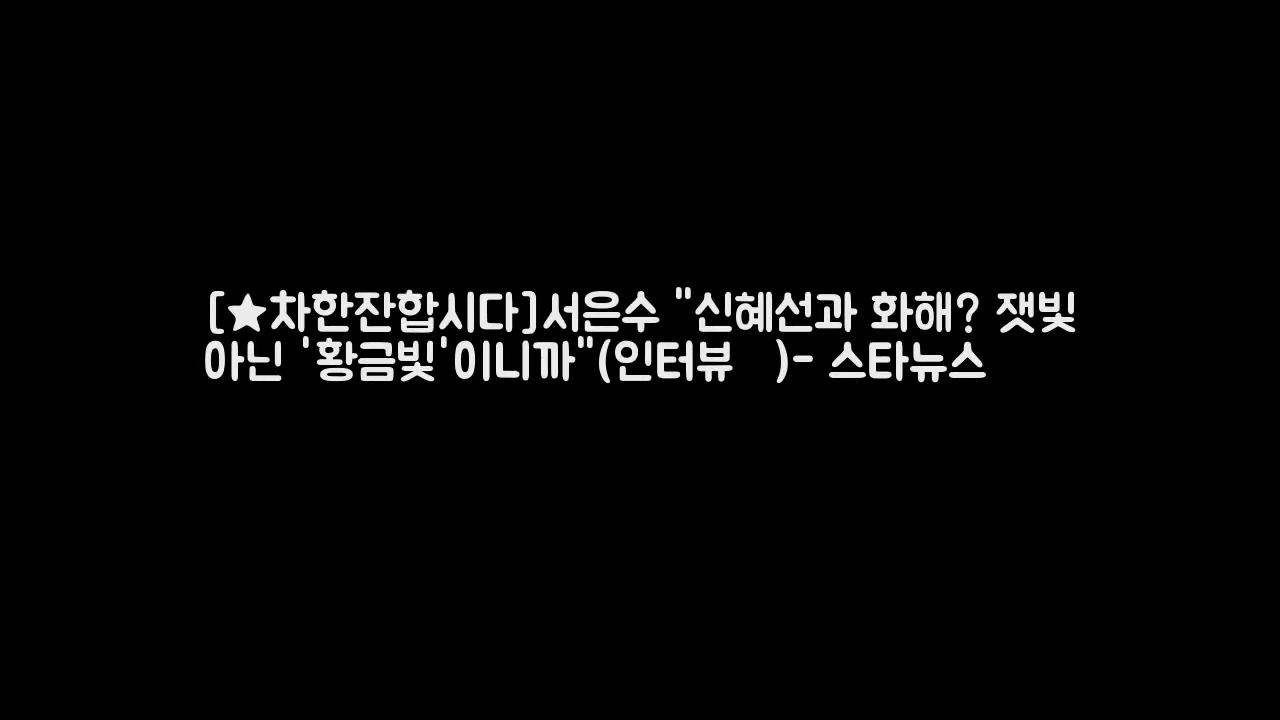 [★차한잔합시다]서은수 "신혜선과 화해? 잿빛
아닌 '황금빛'이니까"(인터뷰   )- 스타뉴스